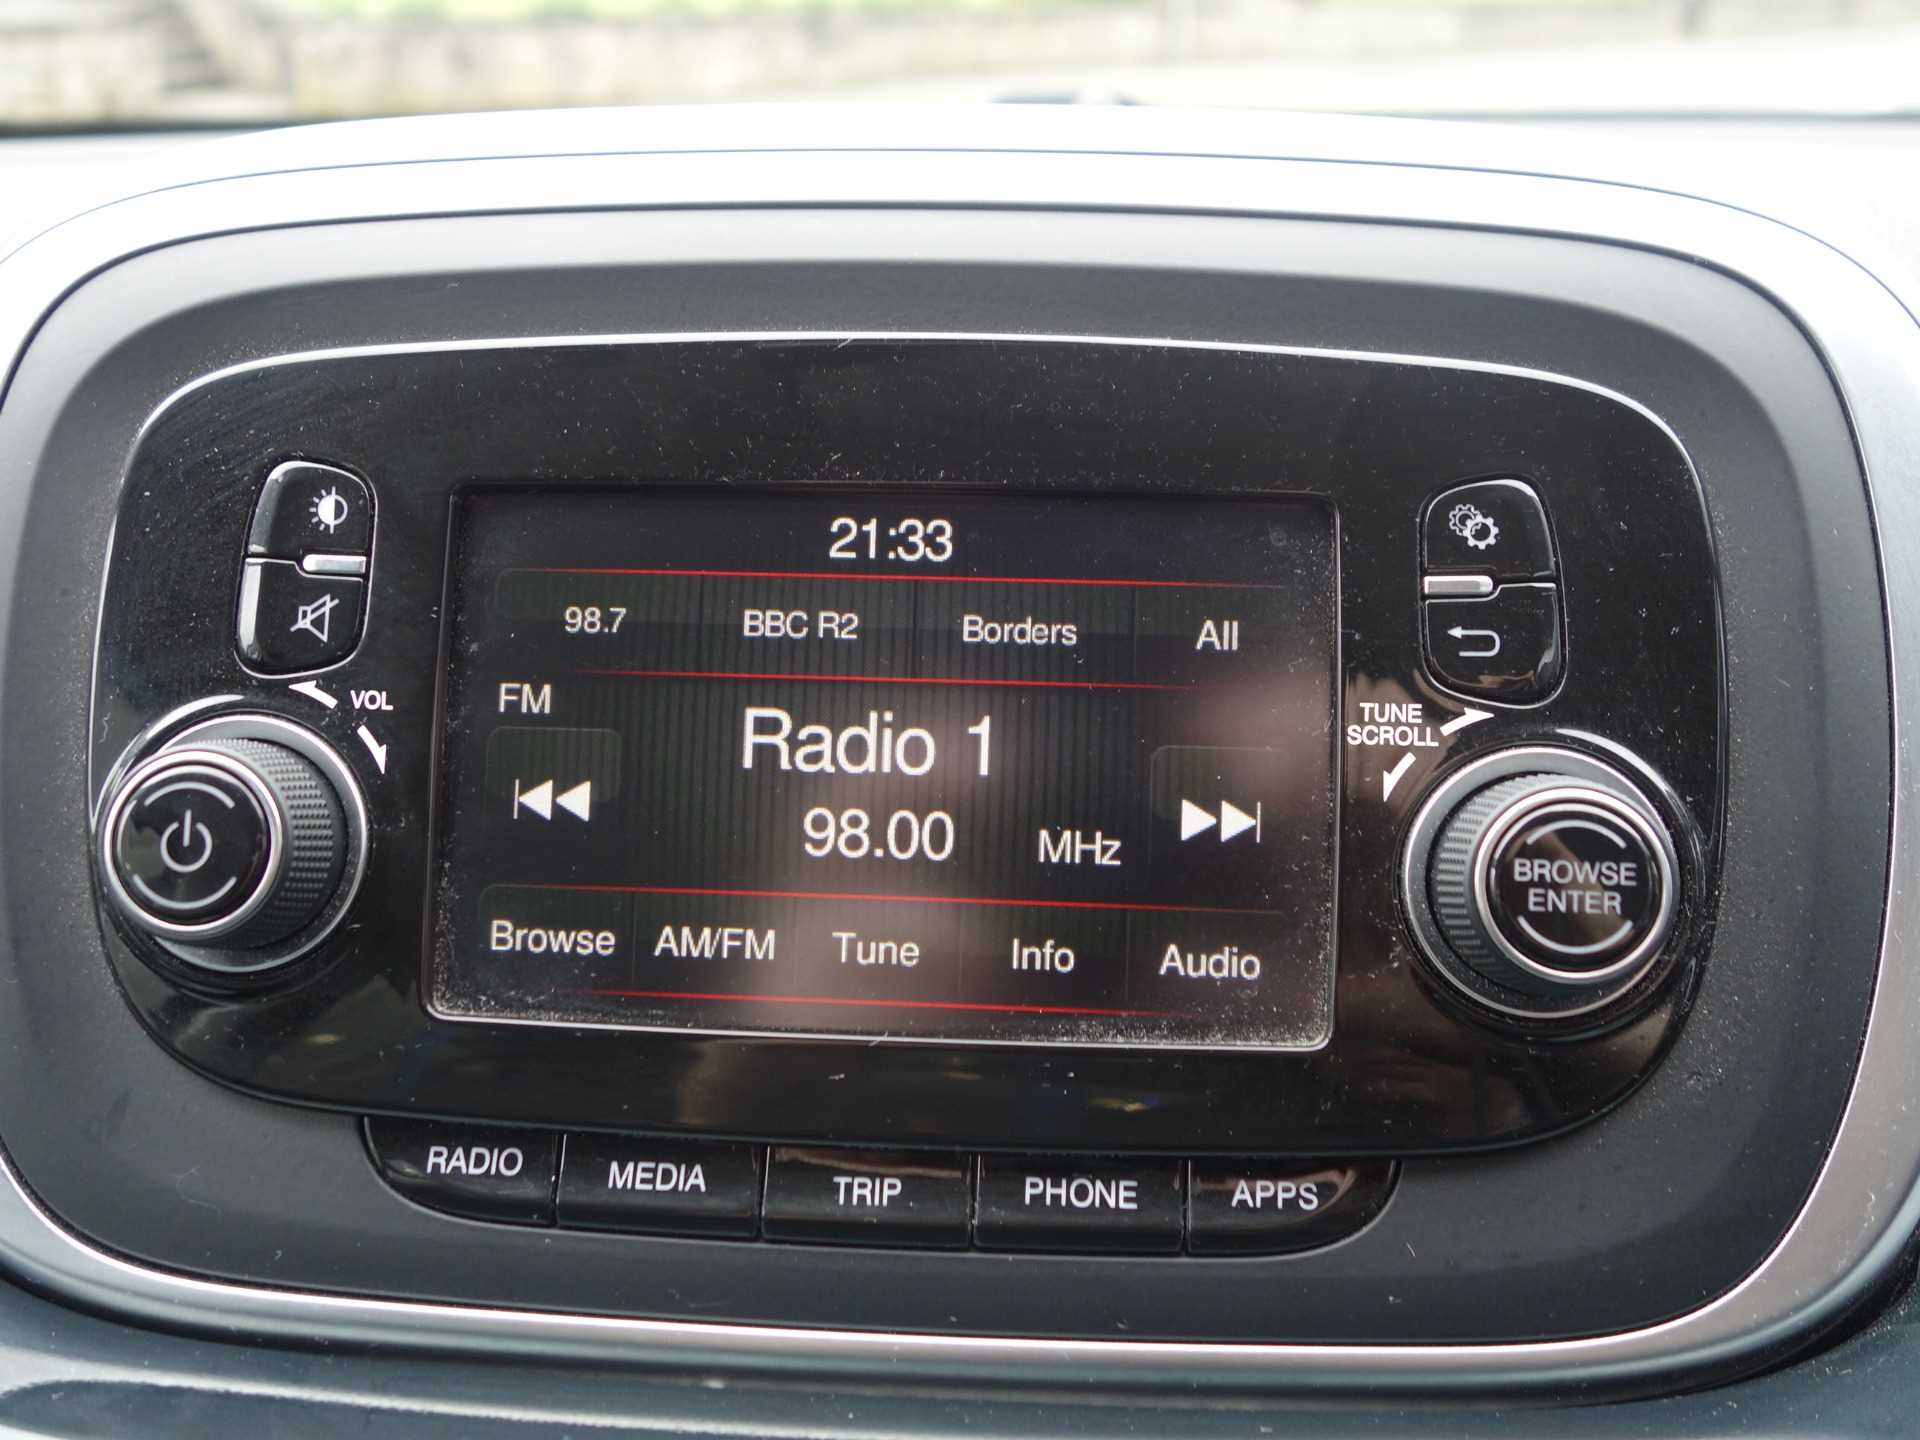 21:33
98.7 BBC R2 Borders All
FM
Radio 1
98.00 MHz
Browse AM/FM Tune Info Audio
VOL
TUNE
SCROLL
BROWSE
ENTER
RADIO MEDIA TRIP PHONE APPS